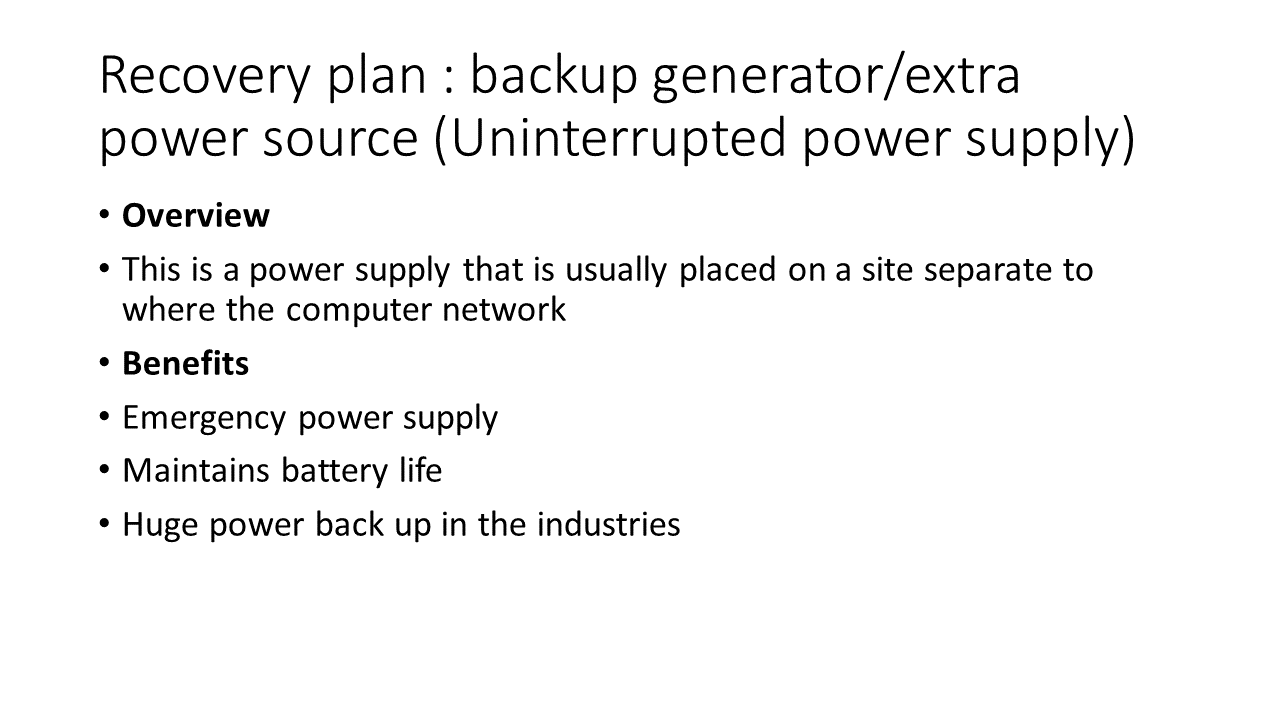 Recovery plan : backup generator/extra
power source (Uninterrupted power supply)
• Overview
• This is a power supply that is usually placed on a site separate to
where the computer network
• Benefits
• Emergency power supply
• Maintains battery life
• Huge power back up in the industries